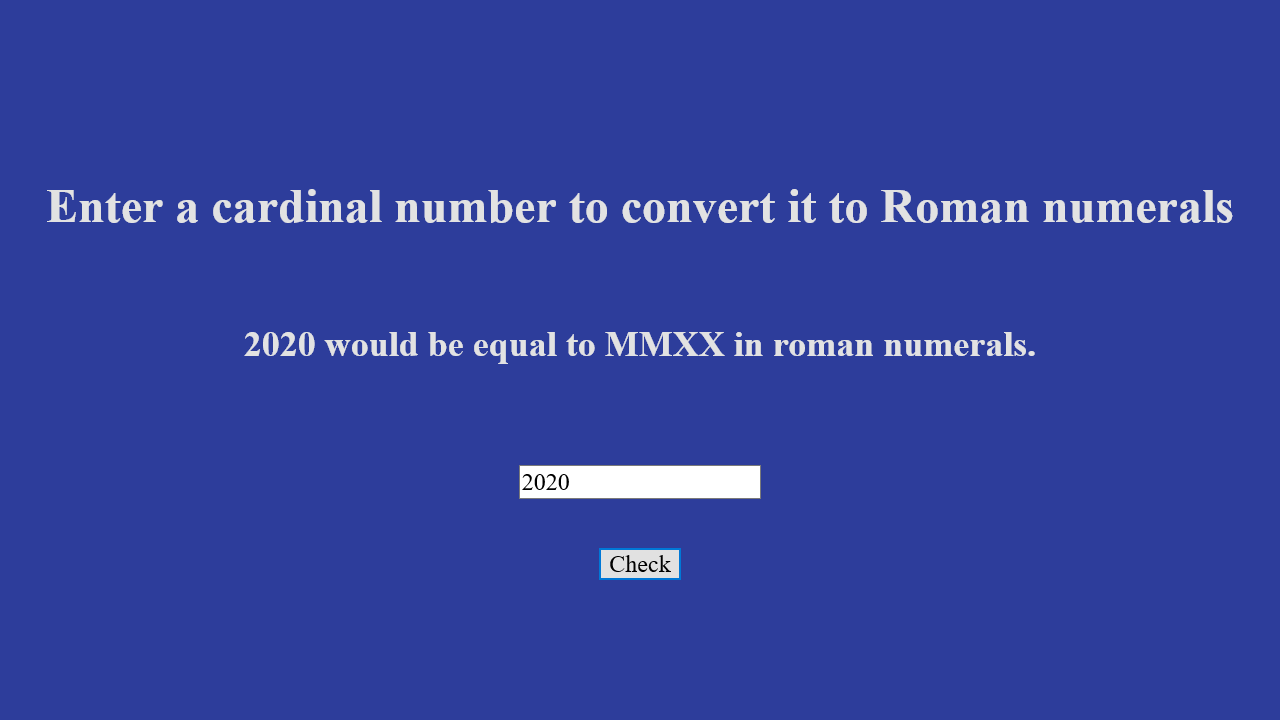 Enter a cardinal number to convert it to Roman numerals
2020 would be equal to MMXX in roman numerals.
2020
Check